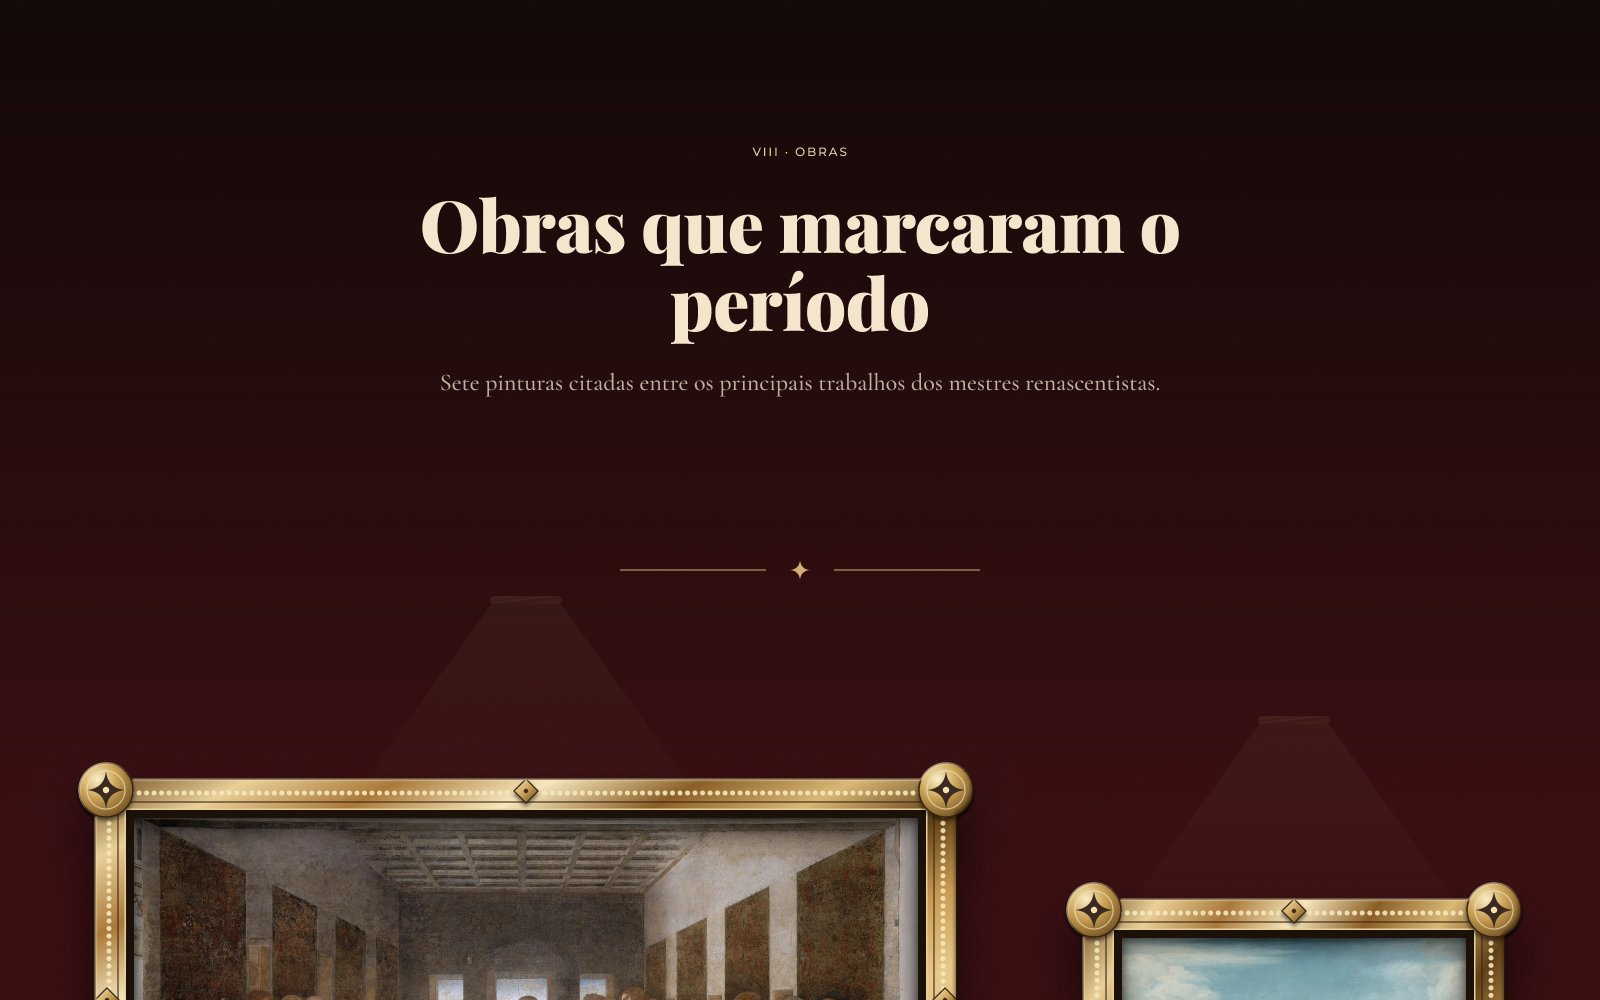 VIII · OBRAS
Obras que marcaram o
período
Sete pinturas citadas entre os principais trabalhos dos mestres renascentistas.